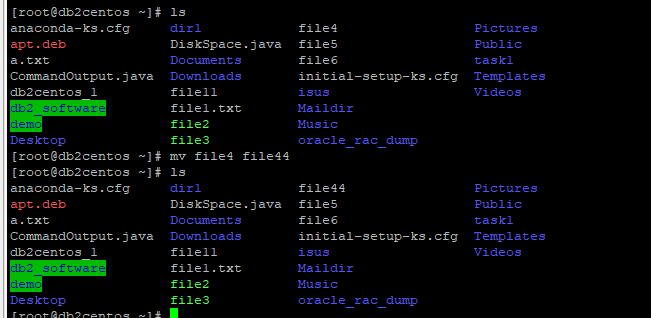 [root@db2centos ~]# ls
anaconda-ks.cfg dir1 file4 Pictures
apt.deb DiskSpace.java file5 Public
a.txt Documents file6 task1
CommandOutput.java Downloads initial-setup-ks.cfg Templates
db2centos_1 file11 isus Videos
db2_software file1.txt Maildir
demo file2 Music
Desktop file3 oracle_rac_dump
[root@db2centos ~]# mv file4 file44
[root@db2centos ~]# ls
anaconda-ks.cfg dir1 file44 Pictures
apt.deb DiskSpace.java file5 Public
a.txt Documents file6 task1
CommandOutput.java Downloads initial-setup-ks.cfg Templates
db2centos_1 file11 isus Videos
db2_software file1.txt Maildir
demo file2 Music
Desktop file3 oracle_rac_dump
[root@db2centos ~]#